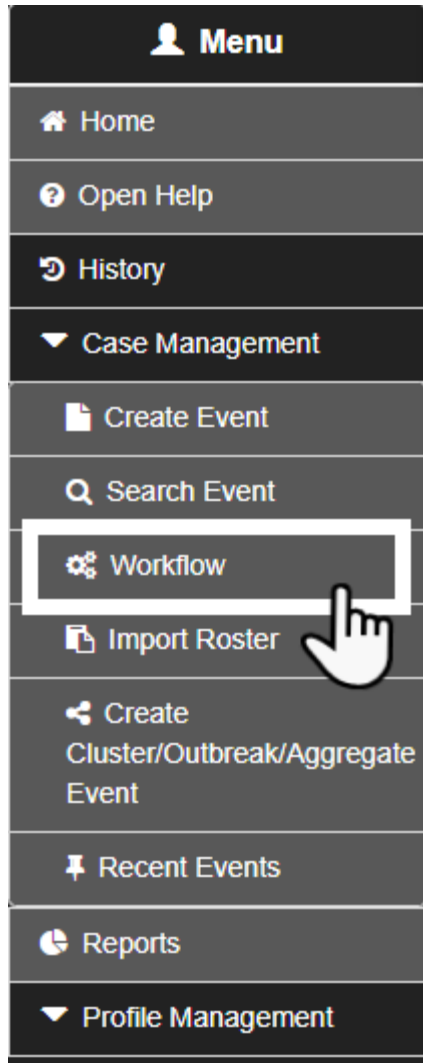 Menu
Home
Open Help
History
Case Management
Create Event
Search Event
Workflow
Import Roster
Create
Cluster/Outbreak/Aggregate
Event
Recent Events
Reports
Profile Management